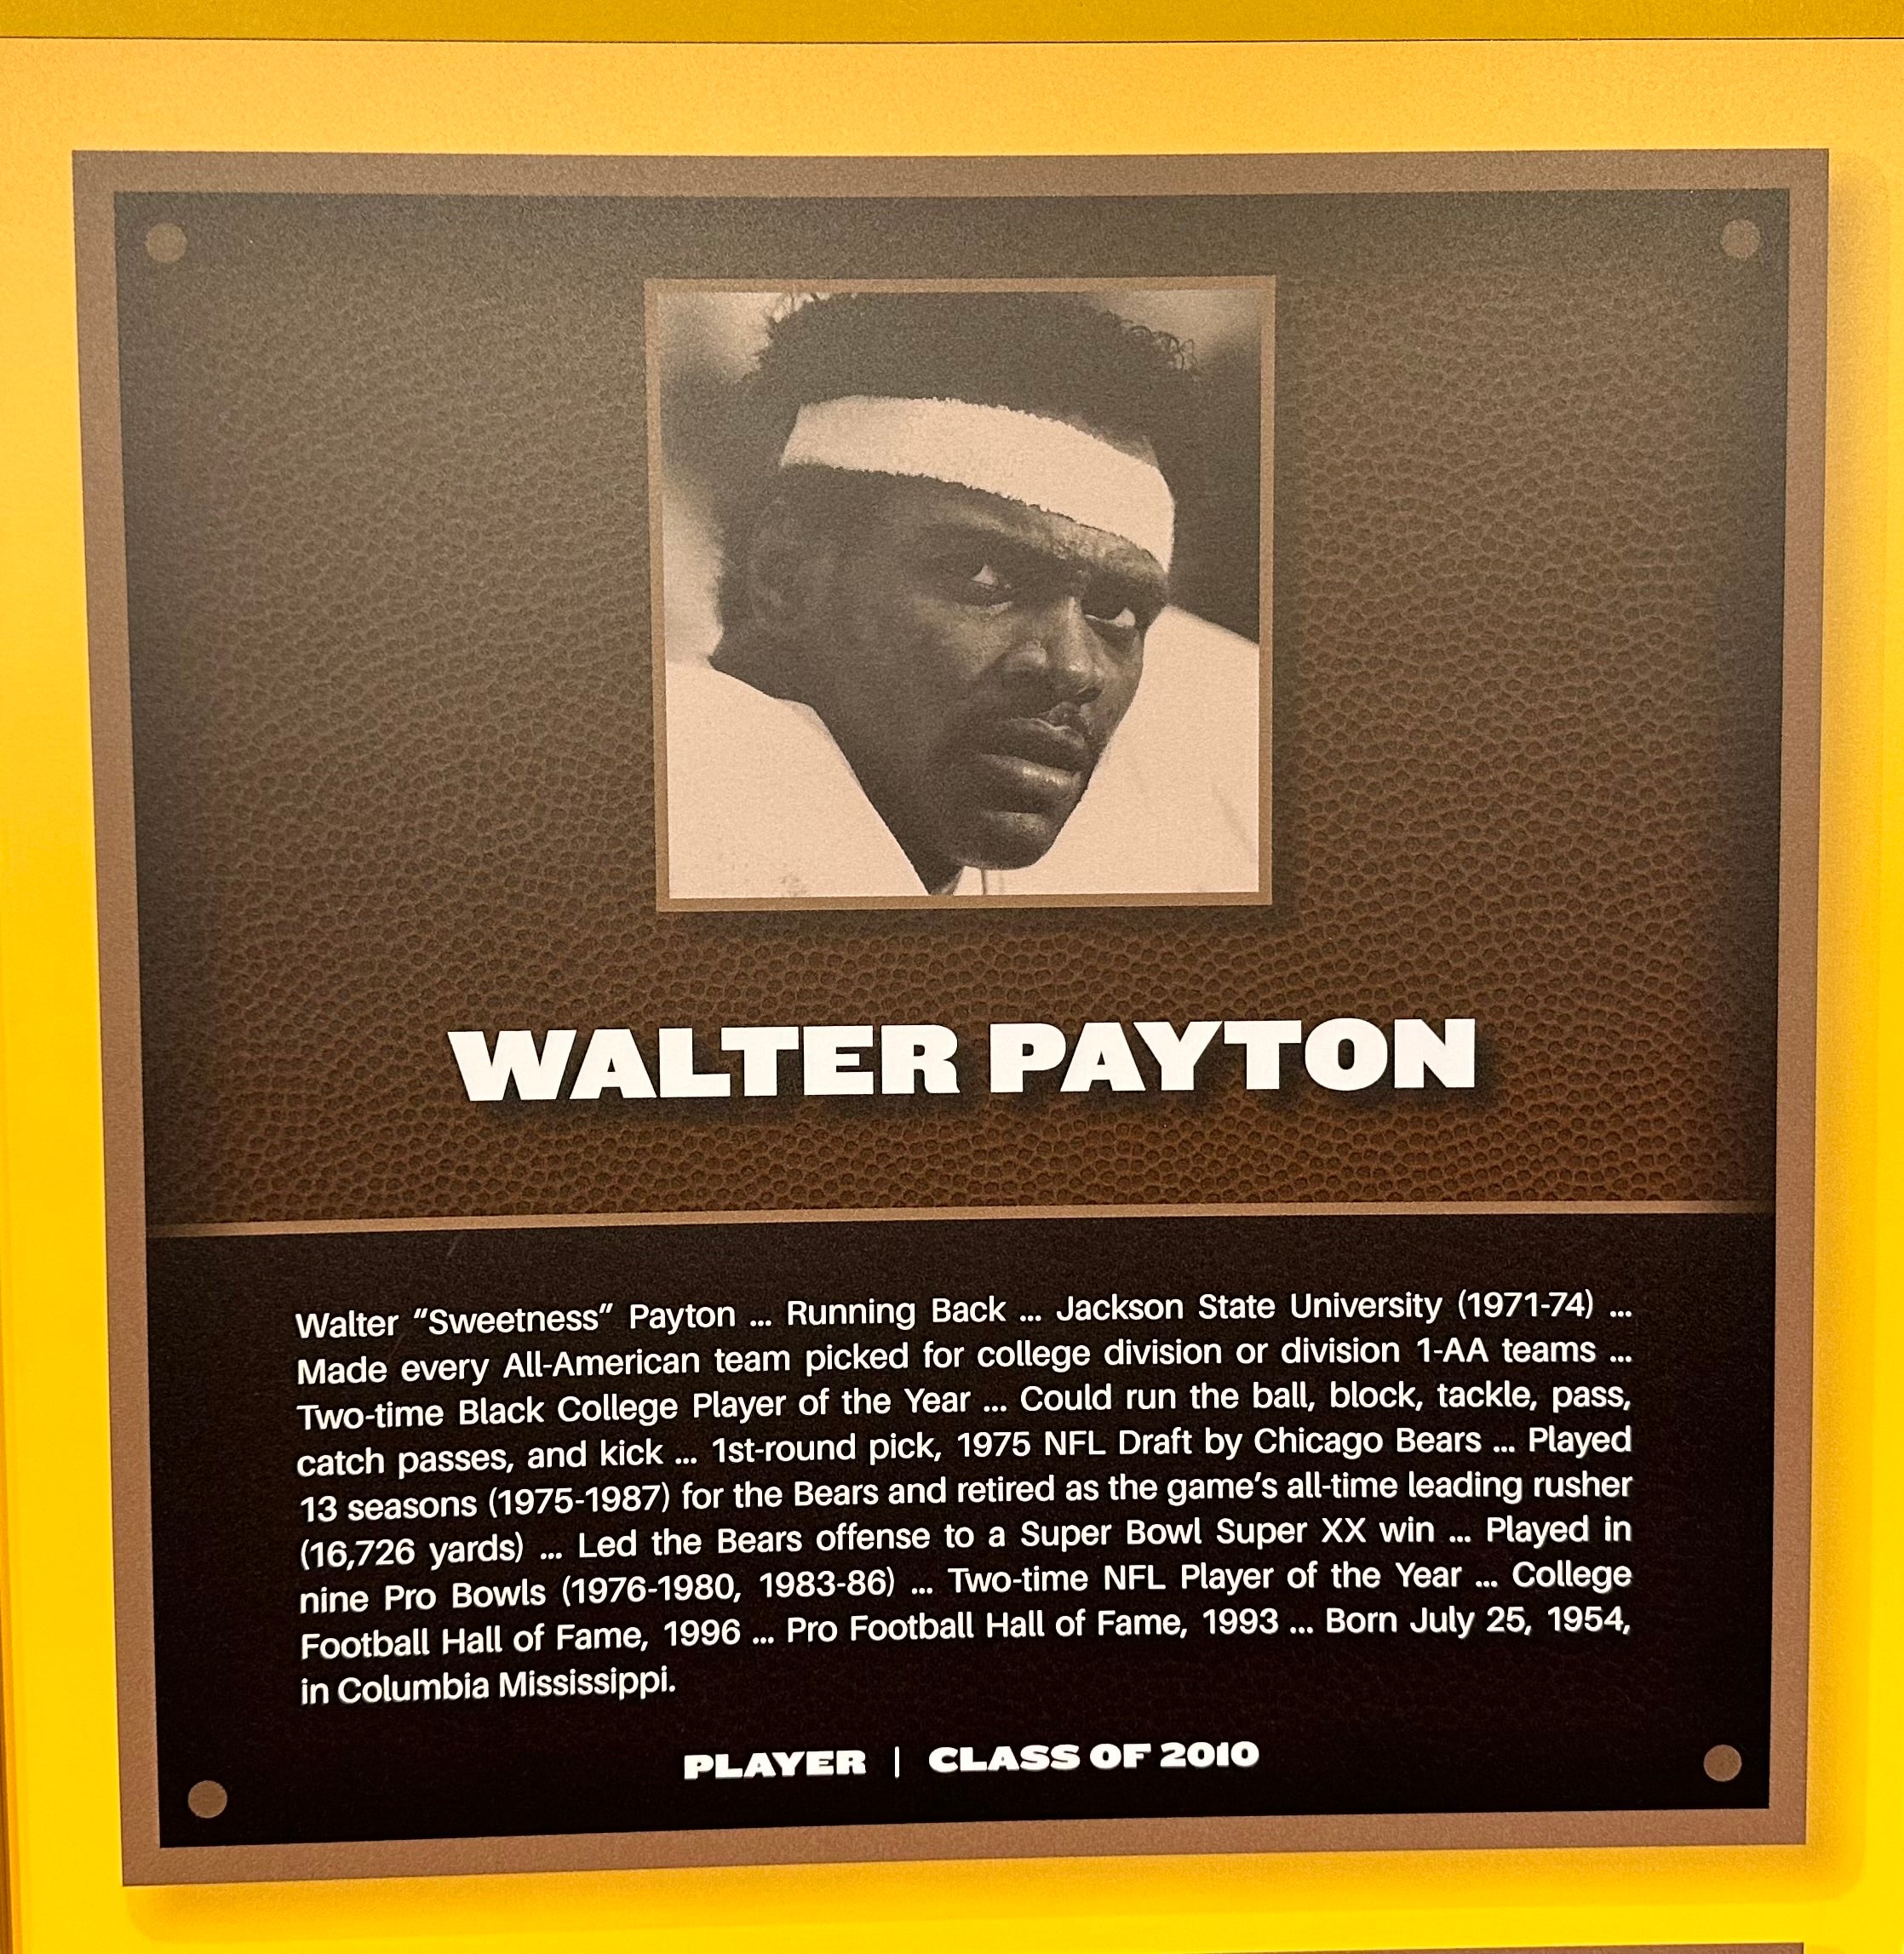 WALTER PAYTON
Walter “Sweetness” Payton ... Running Back ... Jackson State University (1971-74) ...
Made every All-American team picked for college division or division 1-AA teams ...
Two-time Black College Player of the Year ... Could run the ball, block, tackle, pass,
catch passes, and kick ... 1st-round pick, 1975 NFL Draft by Chicago Bears ... Played
13 seasons (1975-1987) for the Bears and retired as the game’s all-time leading rusher
(16,726 yards) ... Led the Bears offense to a Super Bowl Super XX win ... Played in
nine Pro Bowls (1976-1980, 1983-86) ... Two-time NFL Player of the Year ... College
Football Hall of Fame, 1996 ... Pro Football Hall of Fame, 1993 ... Born July 25, 1954,
in Columbia Mississippi.
PLAYER | CLASS OF 2010